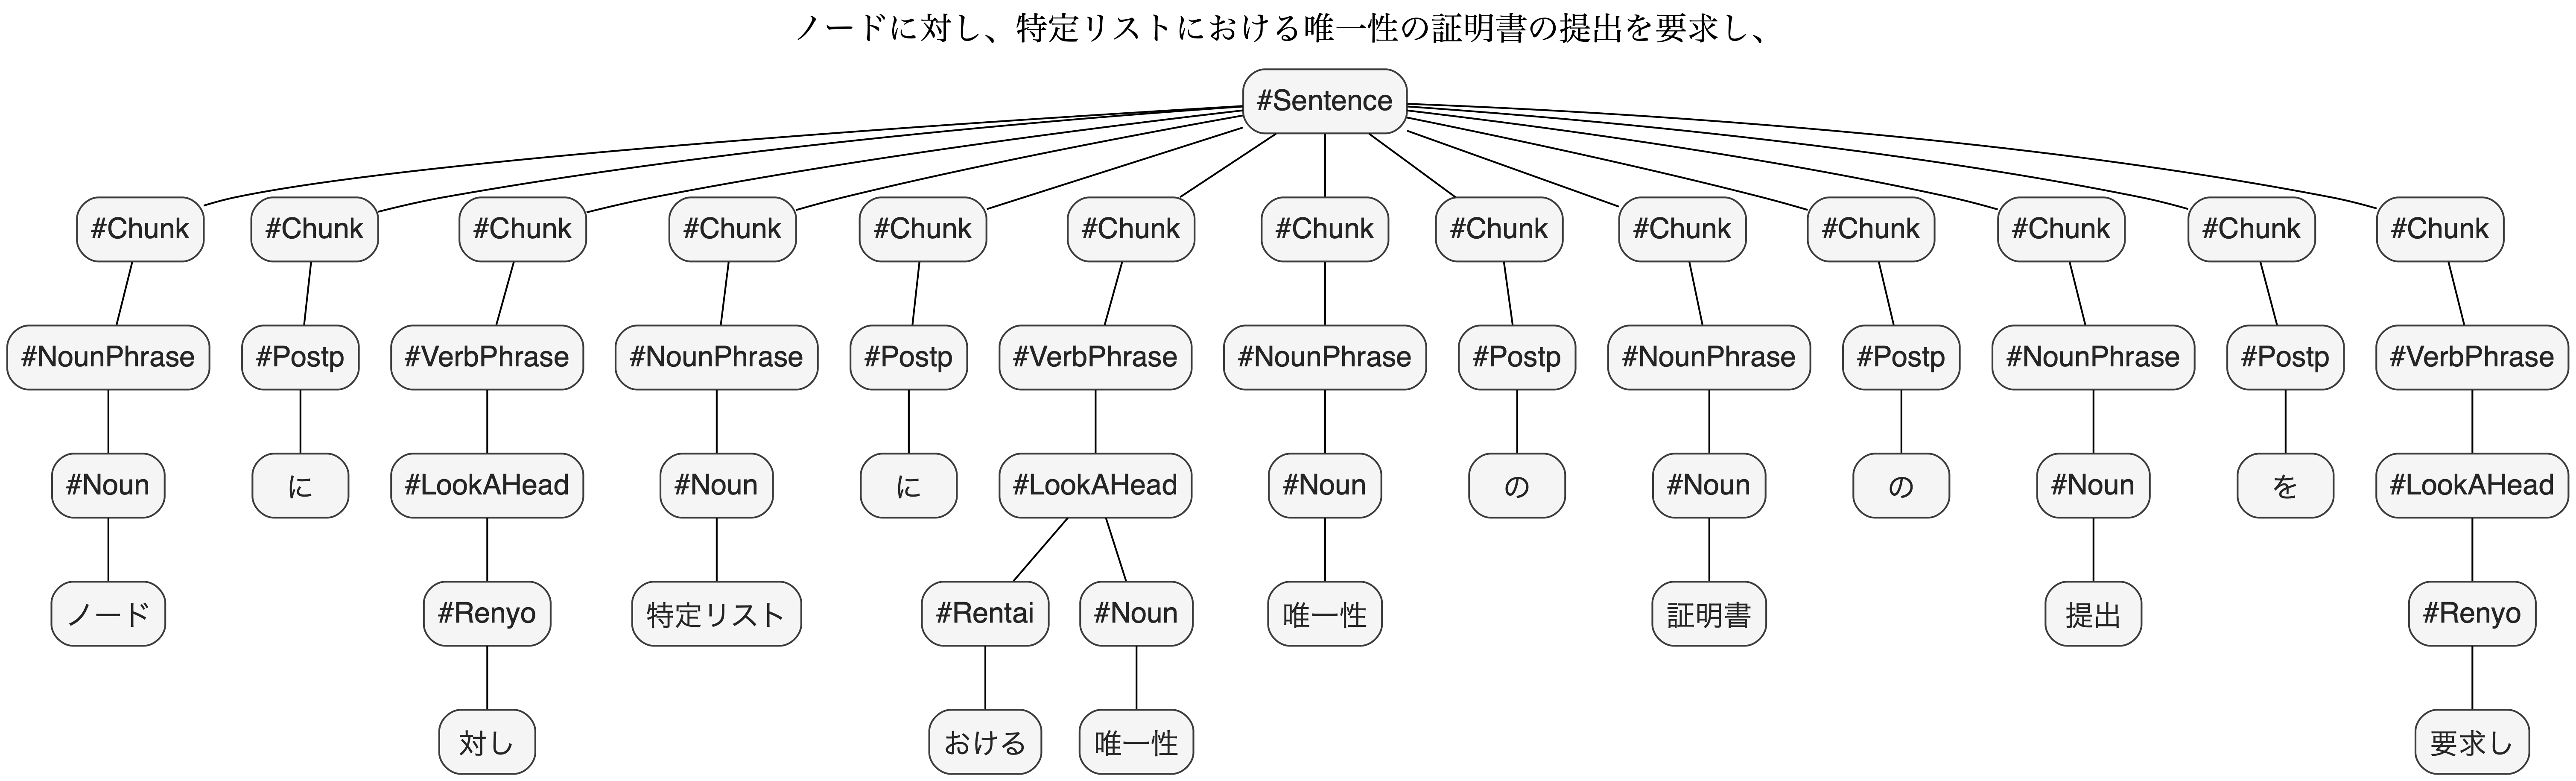 ノードに対し、特定リストにおける唯一性の証明書の提出を要求し、
#Sentence
#Chunk #Chunk #Chunk #Chunk #Chunk #Chunk #Chunk #Chunk #Chunk #Chunk #Chunk #Chunk #Chunk
#NounPhrase #Postp #VerbPhrase #NounPhrase #Postp #VerbPhrase #NounPhrase #Postp #NounPhrase #Postp #NounPhrase #Postp #VerbPhrase
#Noun に #LookAHead #Noun に #LookAHead #Noun の #Noun の #Noun を #LookAHead
ノード #Renyo 特定リスト #Rentai #Noun 唯一性 証明書 提出 #Renyo
対し おける 唯一性 要求し